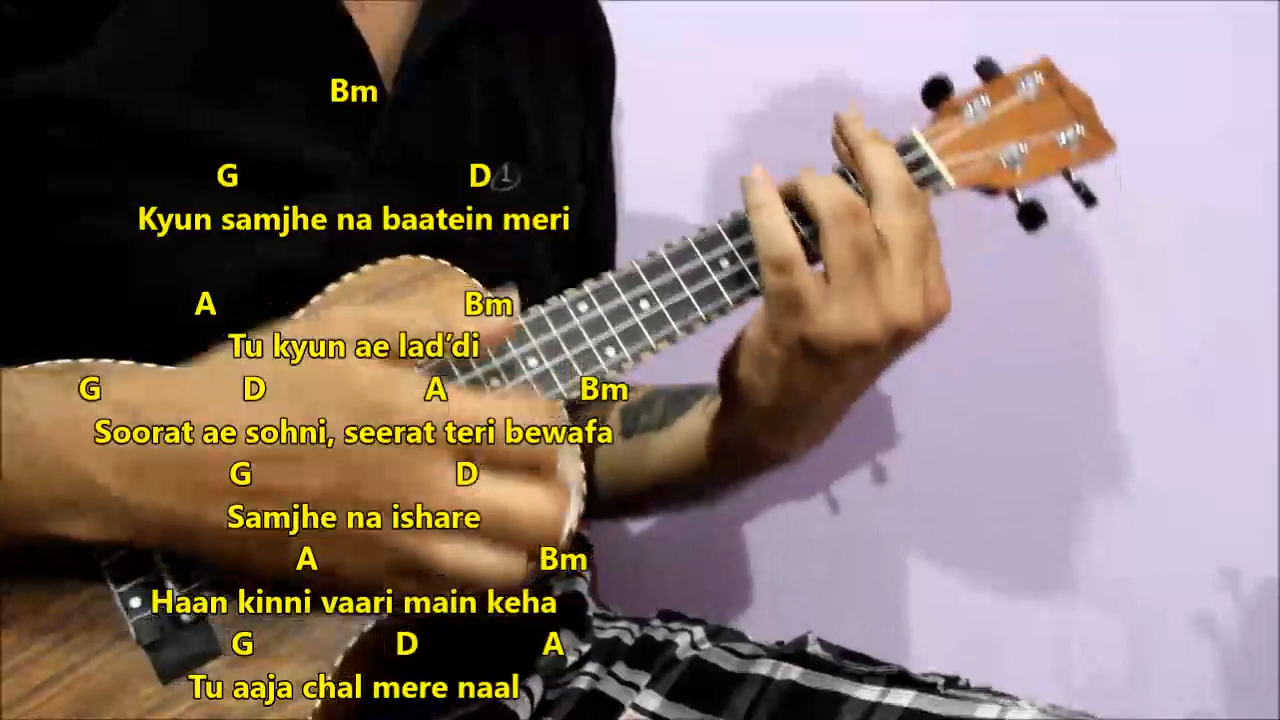 Bm
G D 1
Kyun samjhe na baatein meri
A Bm
Tu kyun ae lad’di
G D A Bm
Soorat ae sohni, seerat teri bewafa
G D
Samjhe na ishare
A Bm
Haan kinni vaari main keha
G D A
Tu aaja chal mere naal